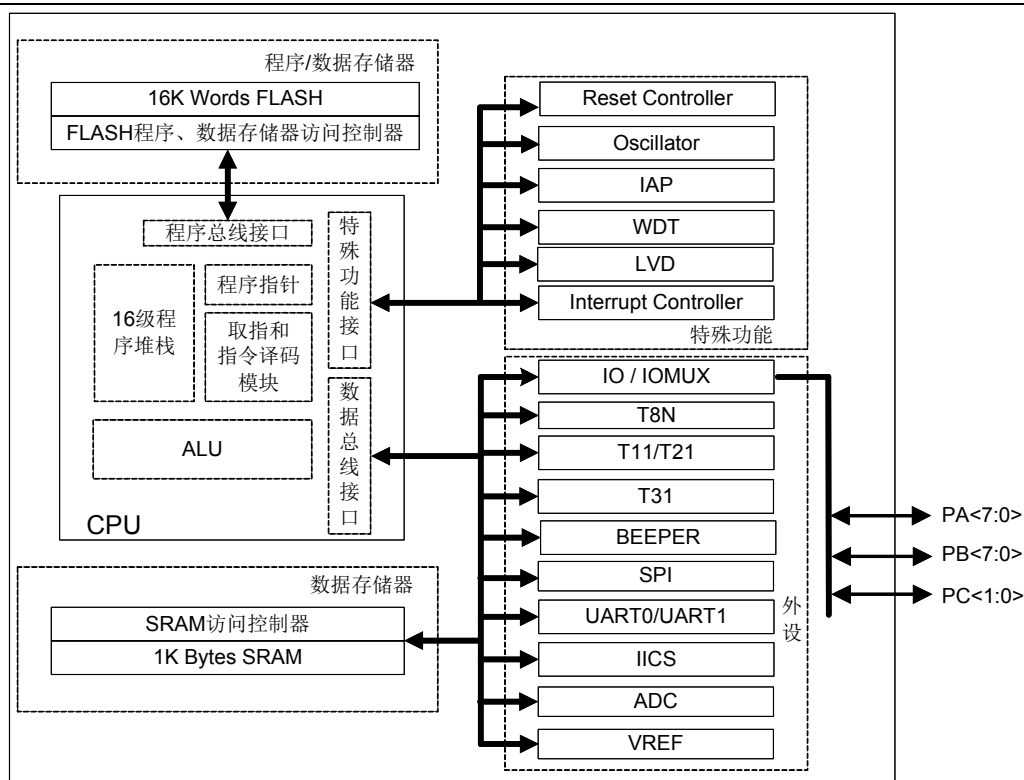 程序/数据存储器
16K Words FLASH
FLASH程序、数据存储器访问控制器
程序总线接口
特
殊
功
能
接
口
程序指针
16级程
序堆栈
取指和
指令译码
模块
数
据
总
线
接
口
ALU
CPU
数据存储器
SRAM访问控制器
1K Bytes SRAM
Reset Controller
Oscillator
IAP
WDT
LVD
Interrupt Controller
特殊功能
IO / IOMUX
T8N
T11/T21
T31
BEEPER
SPI
UART0/UART1
IICS
ADC
VREF
外
设
PA<7:0>
PB<7:0>
PC<1:0>